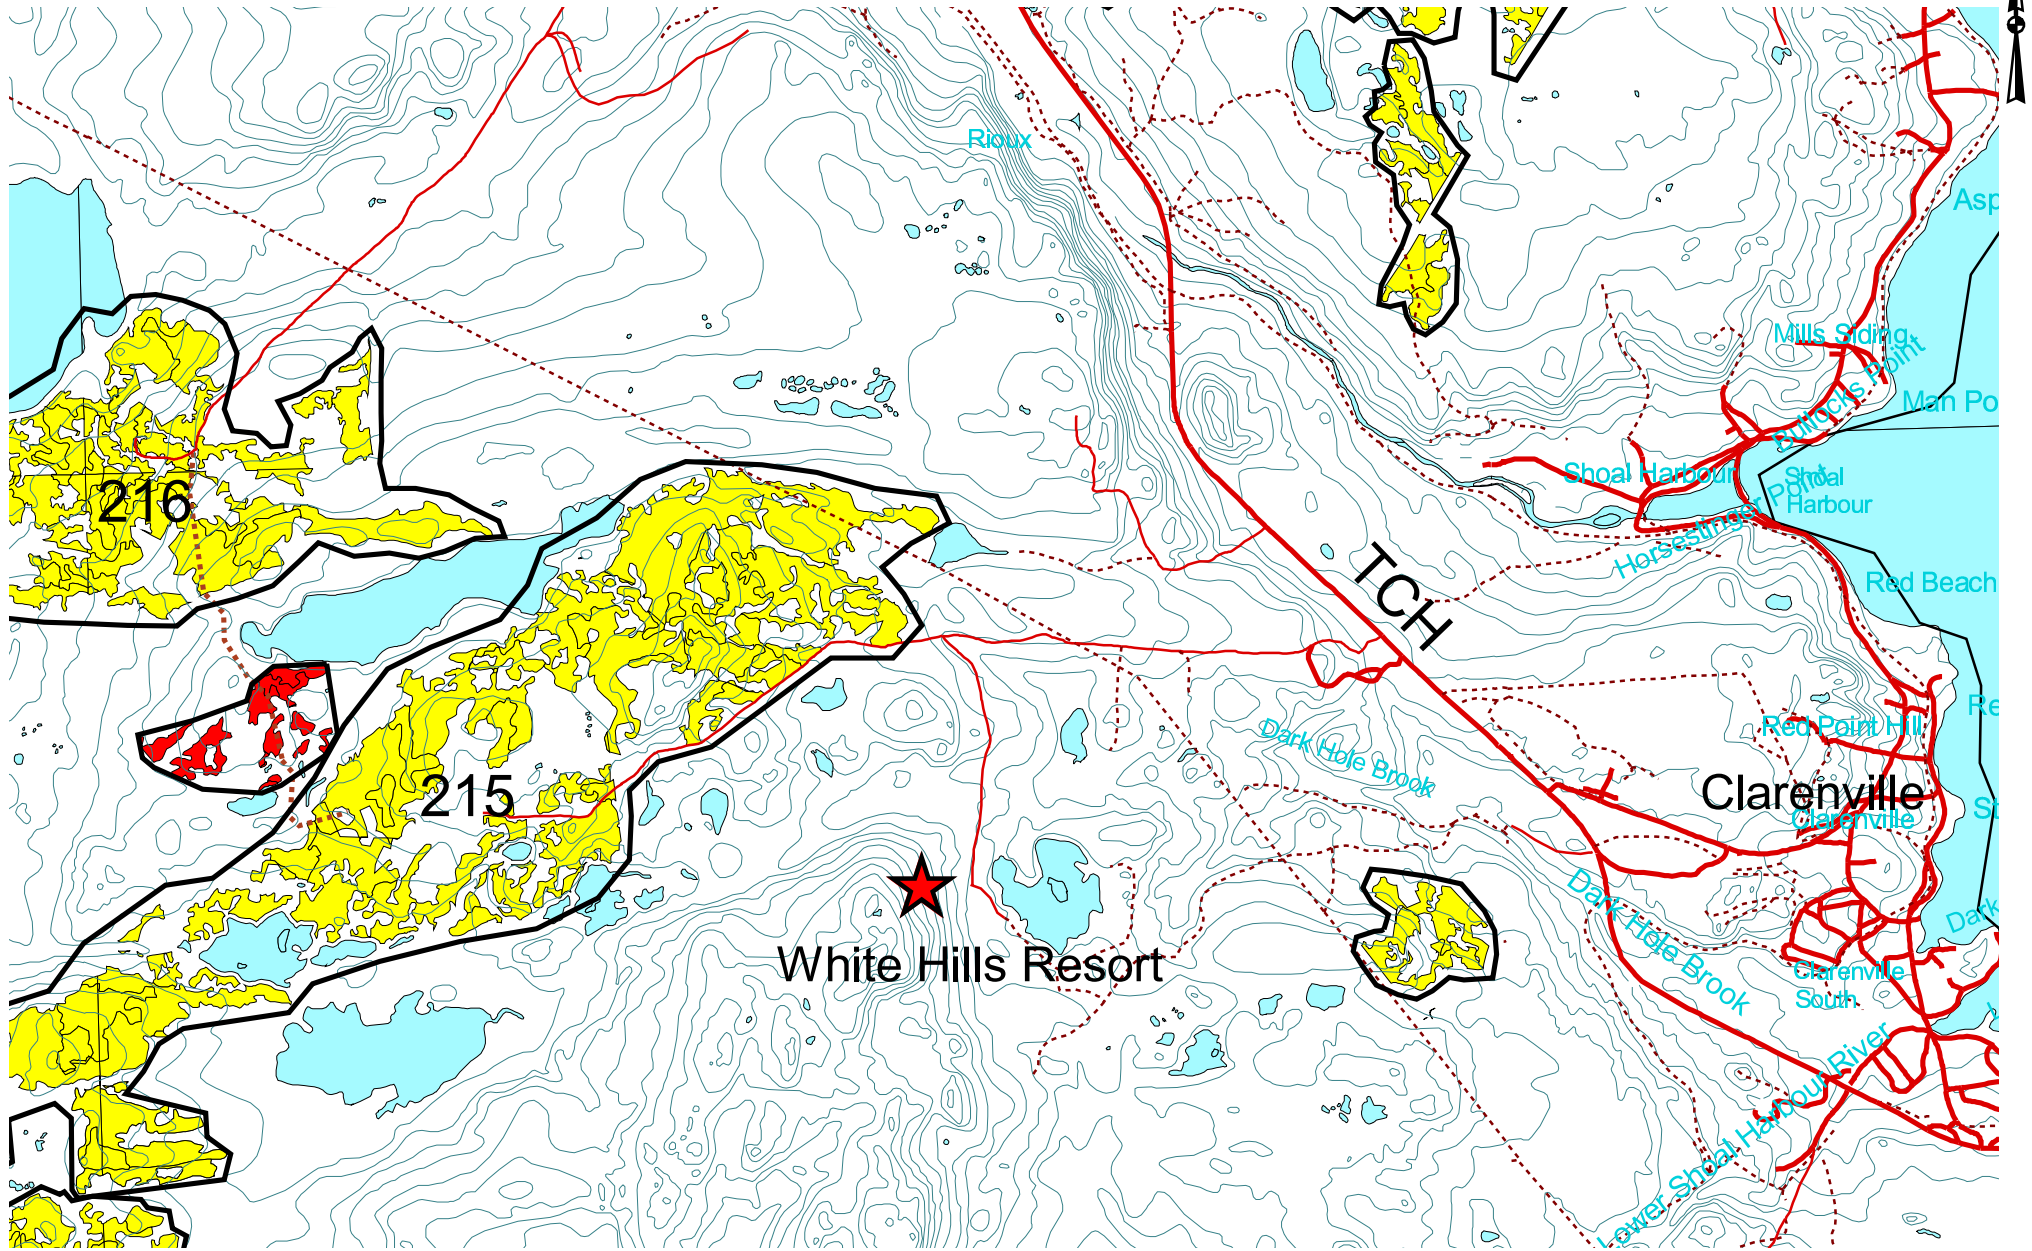 Rioux
Asp
Mills Siding
Bullocks Point
Man Po
Shoal Harbour
Shoal
Harbour
216
Horsestinger Point
TCH
Red Beach
Re
Red Point Hill
Dark Hole Brook
215
Clarenville
Clarenville
St
Dark Hole Brook
Dark
White Hills Resort
Clarenville
South
Lower Shoal Harbour River